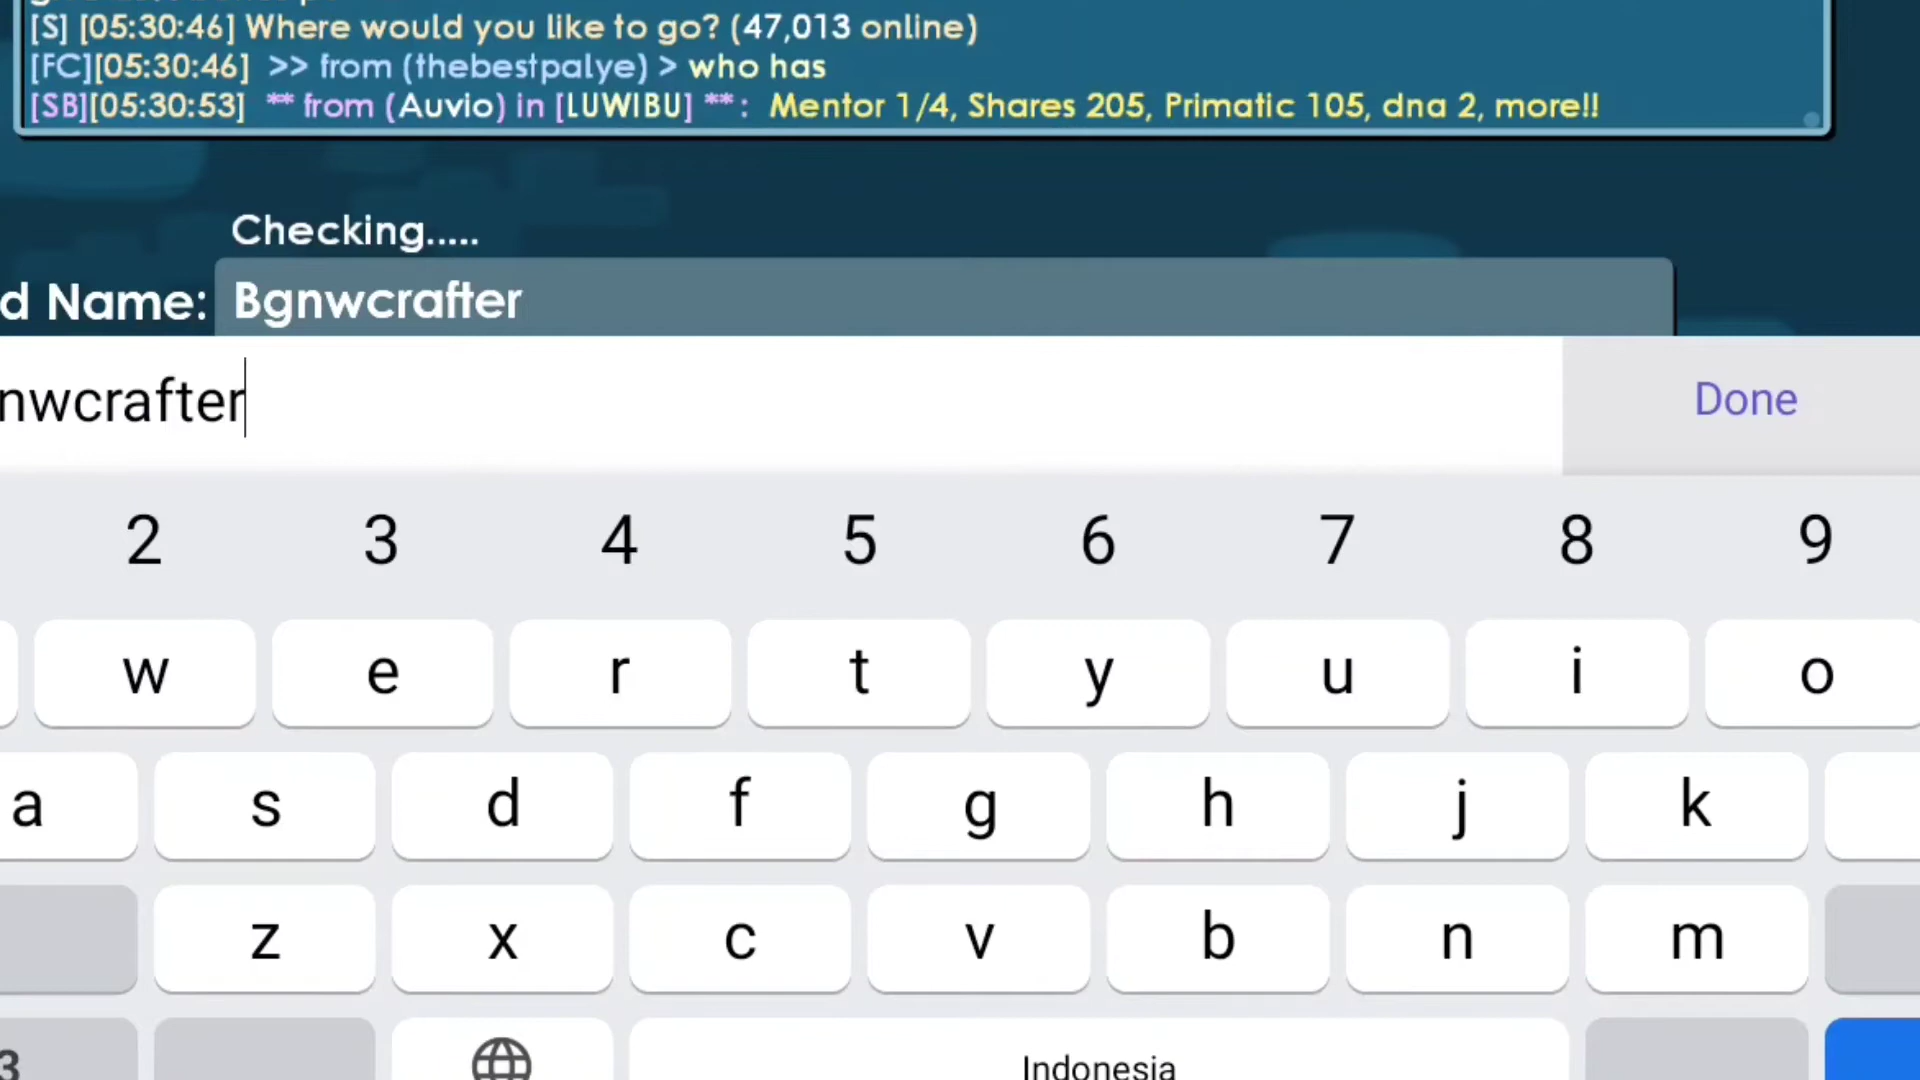 [S] [05:30:46] Where would you like to go? (47,013 online)
[FC][05:30:46] >> from (thebestpalye) > who has
[SB][05:30:53] ** from (Auvio) in [LUWIBU] **: Mentor 1/4, Shares 205, Primatic 105, dna 2, more!!
Checking.....
d Name: Bgnwcrafter
nwcrafter Done
2 3 4 5 6 7 8 9
w e r t y u i o
a s d f g h j k
z x c v b n m
3 Indonesia